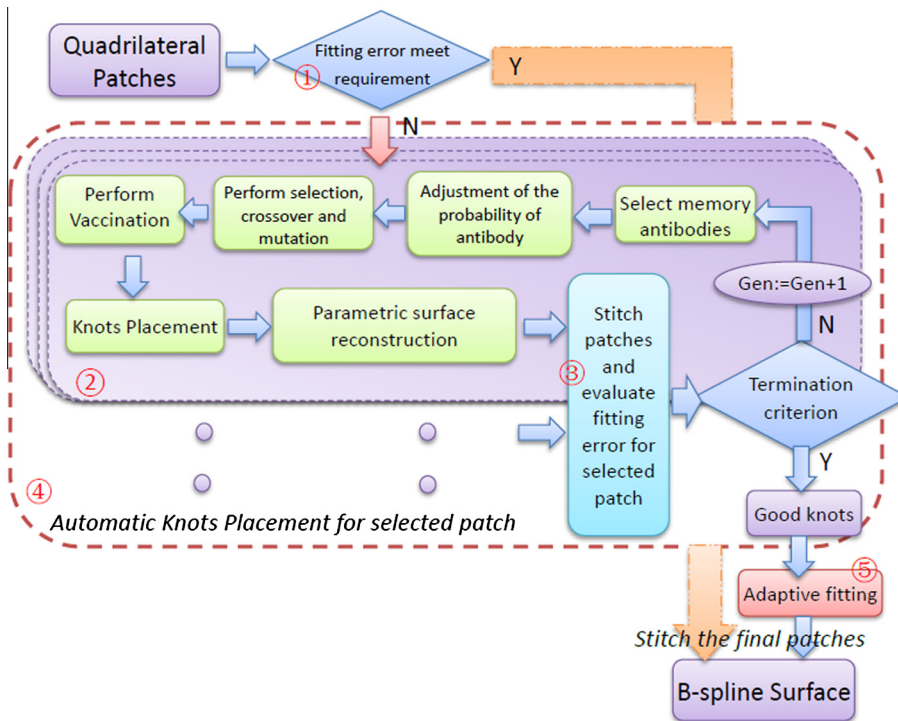 Quadrilateral
Patches
Fitting error meet
requirement
①
Y
N
Perform
Vaccination
Perform selection,
crossover and
mutation
Adjustment of the
probability of
antibody
Select memory
antibodies
Gen:=Gen+1
N
Knots Placement
Parametric surface
reconstruction
Stitch
patches
and
evaluate
fitting
error for
selected
patch
②
③
Termination
criterion
Y
④
Automatic Knots Placement for selected patch
Good knots
⑤
Adaptive fitting
Stitch the final patches
B-spline Surface